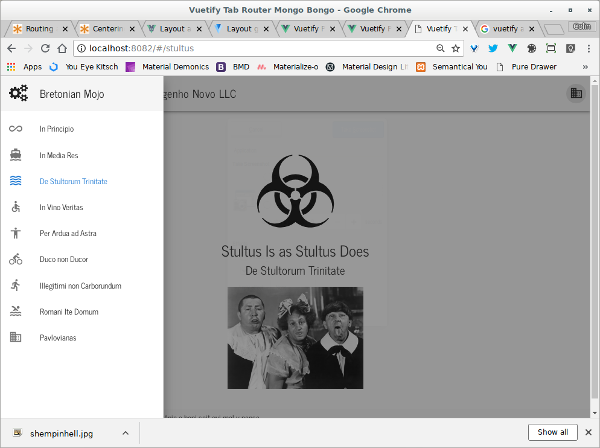 Vuetify Tab Router Mongo Bongo - Google Chrome
Routing
Centerin
Layout a
Layout g
Vuetify F
Vuetify F
Vuetify T
vuetify a
Colin
localhost:8082/#/stultus
Apps
You Eye Kitsch
Material Demonics
BMD
Materialize-o
Material Design Li
Semantical You
Pure Drawer
»
Bretonian Mojo
genho Novo LLC
In Principio
In Media Res
De Stultorum Trinitate
In Vino Veritas
Per Ardua ad Astra
Duco non Ducor
Illegitimi non Carborundum
Romani Ite Domum
Pavlovianas
Stultus Is as Stultus Does
De Stultorum Trinitate
shempinhell.jpg
Show all